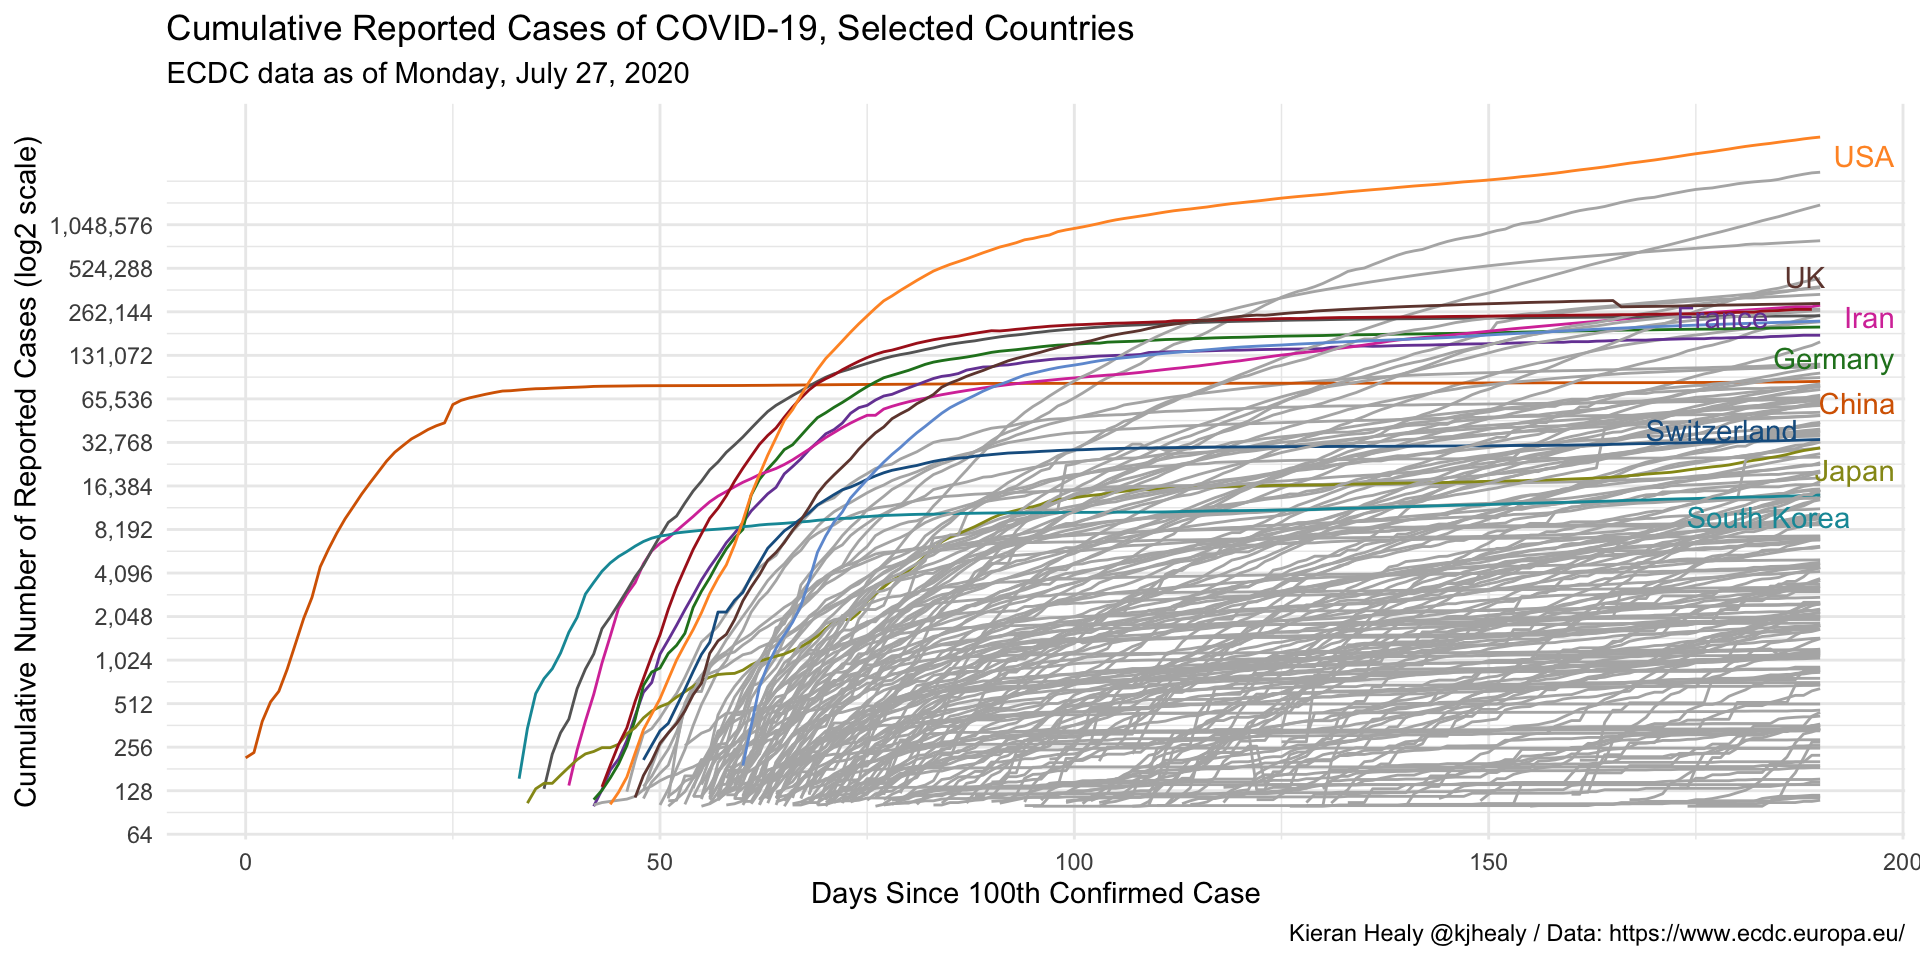 Cumulative Reported Cases of COVID-19, Selected Countries
ECDC data as of Monday, July 27, 2020
Cumulative Number of Reported Cases (log2 scale)
1,048,576
524,288
262,144
131,072
65,536
32,768
16,384
8,192
4,096
2,048
1,024
512
256
128
64
USA
UK
France
Iran
Germany
China
Switzerland
Japan
South Korea
0
50
100
150
200
Days Since 100th Confirmed Case
Kieran Healy @kjhealy / Data: https://www.ecdc.europa.eu/